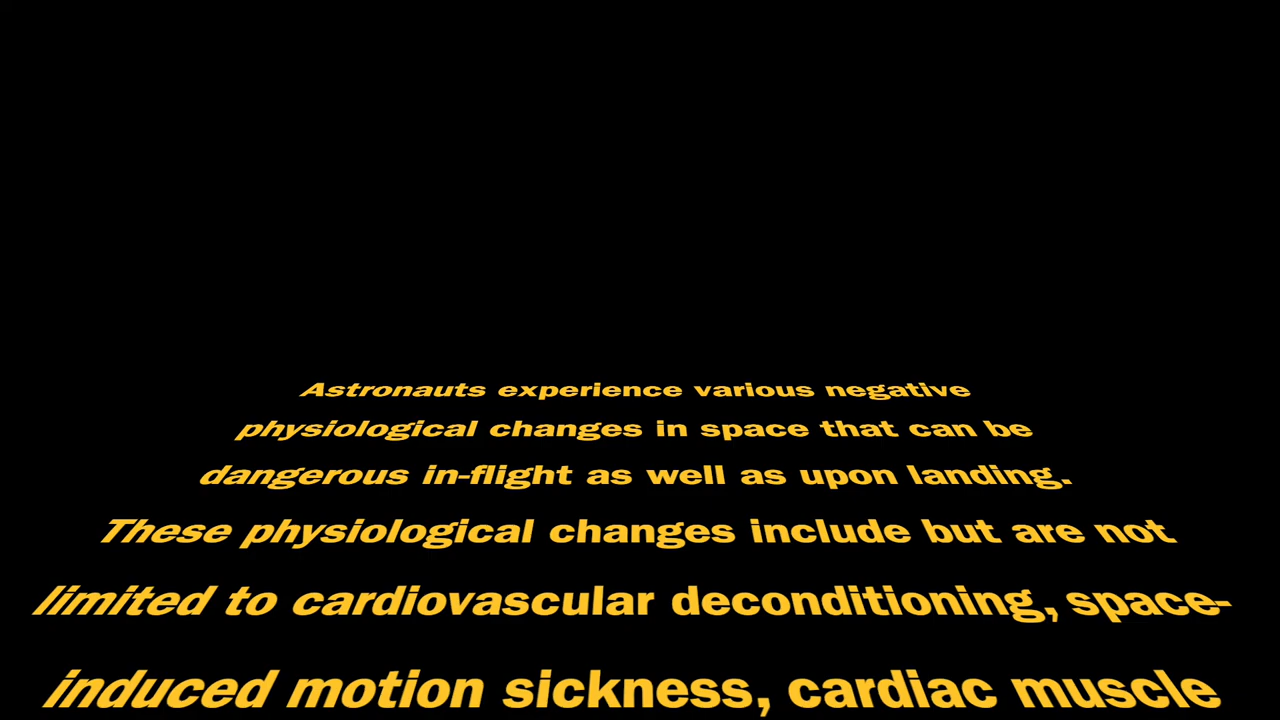 Astronauts experience various negative
physiological changes in space that can be
dangerous in-flight as well as upon landing.
These physiological changes include but are not
limited to cardiovascular deconditioning, space-
induced motion sickness, cardiac muscle